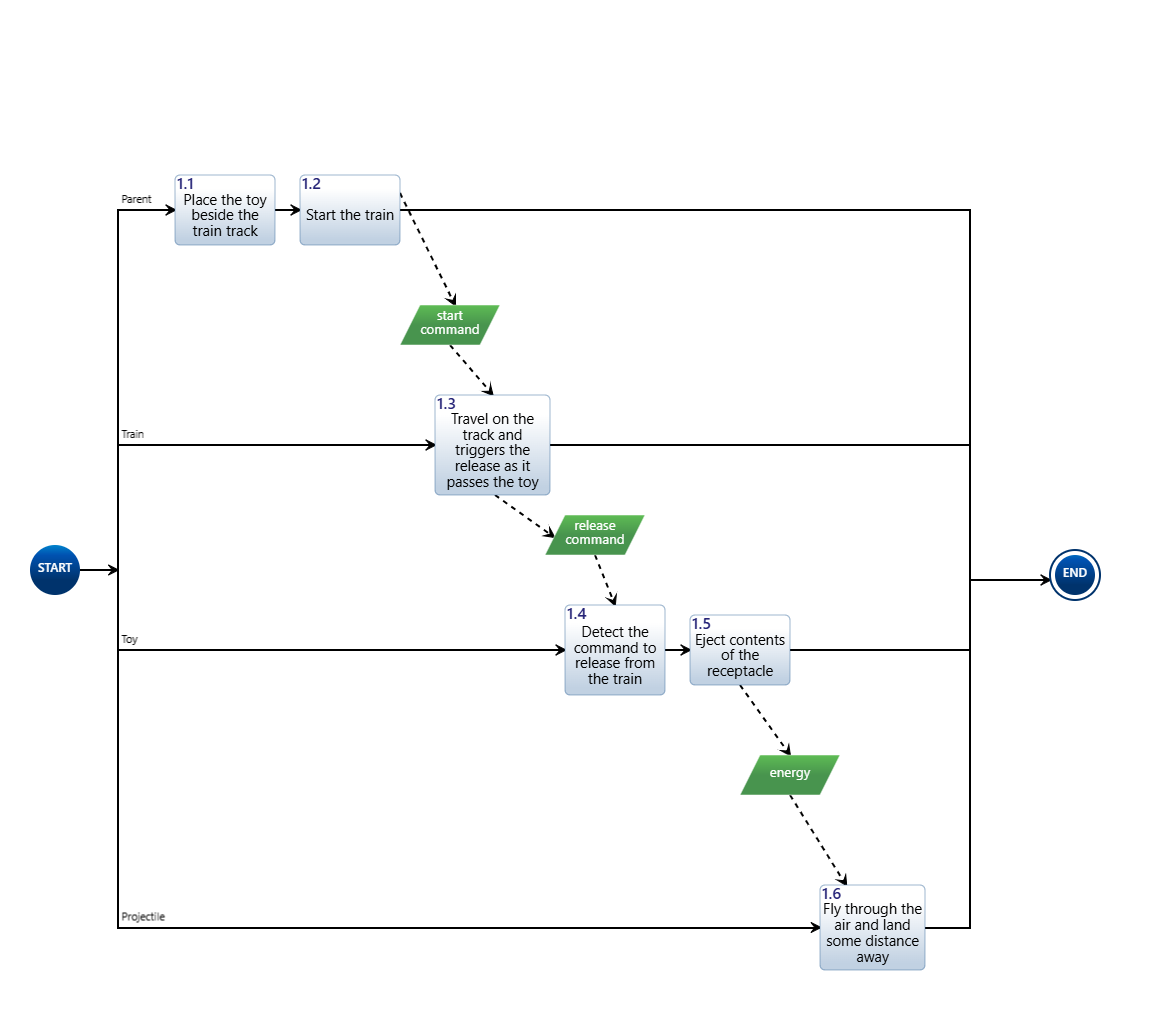 Parent
1.1
Place the toy
beside the
train track
1.2
Start the train
start
command
Train
1.3
Travel on the
track and
triggers the
release as it
passes the toy
release
command
START
END
Toy
1.4
Detect the
command to
release from
the train
1.5
Eject contents
of the
receptacle
energy
Projectile
1.6
Fly through the
air and land
some distance
away